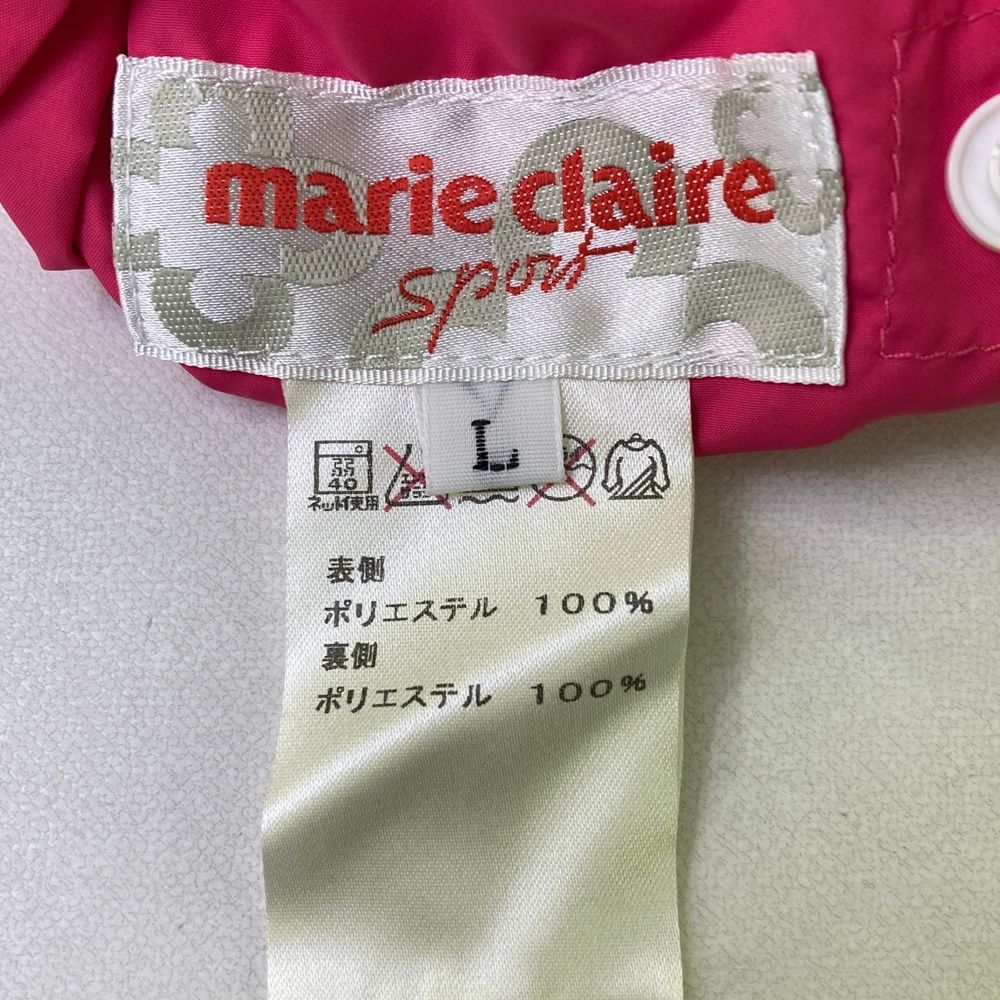 marie claire
sport
L
弱
40
ネット使用
表側
ポリエステル 100%
裏側
ポリエステル 100%